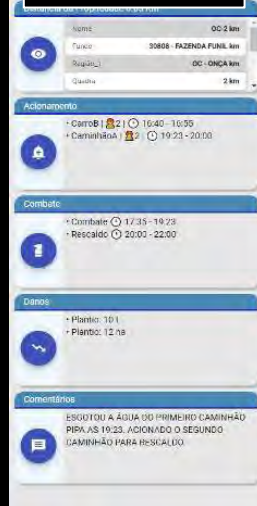 Nome OC-2 km
Fundo 30808 - FAZENDA FUNIL km
Região_1 OC - ONÇA km
Quadra 2 km
Acionamento
• CarroB | 2 | 16:40 - 16:55
• CaminhãoA | 2 | 19:23 - 20:00
Combate
• Combate 17:35 - 19:23
• Rescaldo 20:00 - 22:00
Danos
• Plantio: 10
• Plantio: 12 ha
Comentários
ESGOTOU A ÁGUA DO PRIMEIRO CAMINHÃO
PIPA AS 19:23. ACIONADO O SEGUNDO
CAMINHÃO PARA RESCALDO.